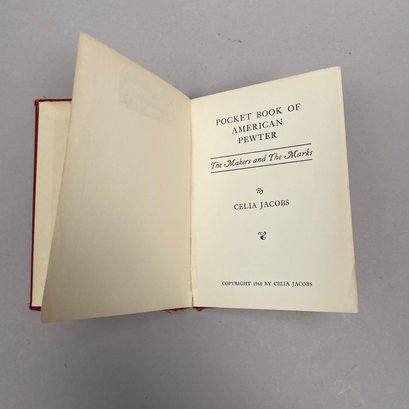 POCKET BOOK OF
AMERICAN
PEWTER
The Makers and The Marks
By
CELIA JACOBS
COPYRIGHT 1960 BY CELIA JACOBS